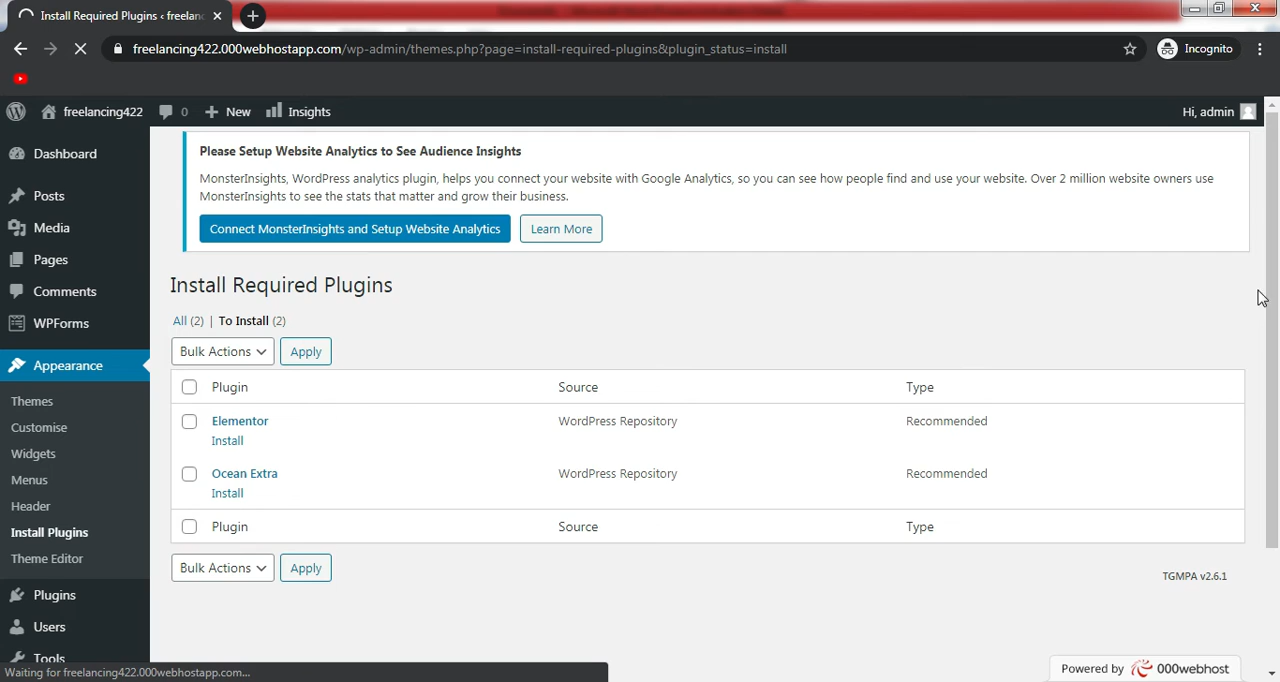 Install Required Plugins ‹ freelanc
freelancing422.000webhostapp.com/wp-admin/themes.php?page=install-required-plugins&plugin_status=install
Incognito
freelancing422
0
New
Insights
Hi, admin
Dashboard
Posts
Media
Pages
Comments
WPForms
Appearance
Themes
Customise
Widgets
Menus
Header
Install Plugins
Theme Editor
Plugins
Users
Tools
Please Setup Website Analytics to See Audience Insights
MonsterInsights, WordPress analytics plugin, helps you connect your website with Google Analytics, so you can see how people find and use your website. Over 2 million website owners use
MonsterInsights to see the stats that matter and grow their business.
Connect MonsterInsights and Setup Website Analytics
Learn More
Install Required Plugins
All (2) | To Install (2)
Bulk Actions
Apply
Plugin Source Type
Elementor WordPress Repository Recommended
Install
Ocean Extra WordPress Repository Recommended
Install
Plugin Source Type
Bulk Actions
Apply
TGMPA v2.6.1
Waiting for freelancing422.000webhostapp.com...
Powered by 000webhost